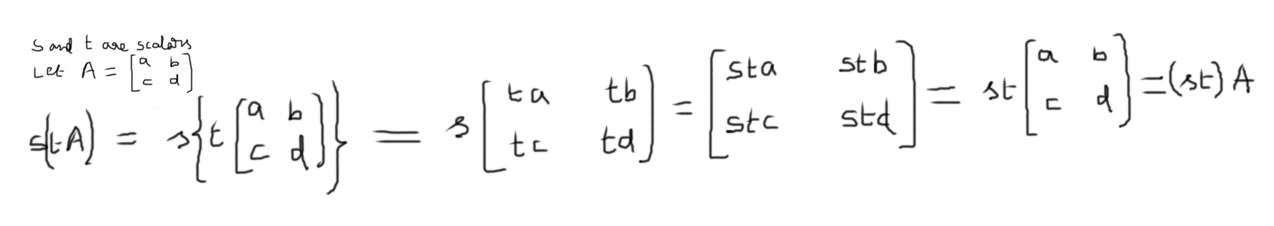 s and t are scalars
Let A = [a b; c d]
s(tA) = s{t[a b; c d]} = s[ta tb; tc td] = [sta stb; stc std] = st[a b; c d] = (st) A